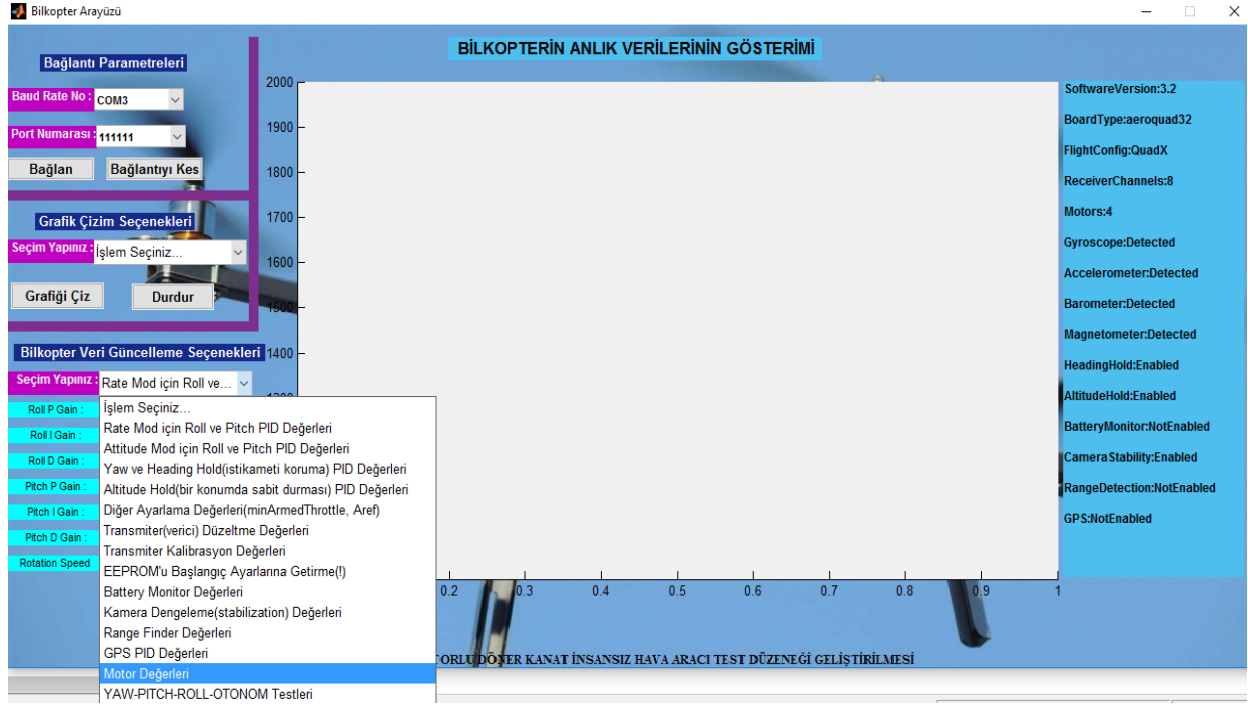 Bilkopter Arayüzü
BİLKOPTERİN ANLIK VERİLERİNİN GÖSTERİMİ
Bağlantı Parametreleri
Baud Rate No : COM3
Port Numarası : 111111
Bağlan Bağlantıyı Kes
Grafik Çizim Seçenekleri
Seçim Yapınız : İşlem Seçiniz...
Grafiği Çiz Durdur
Bilkopter Veri Güncelleme Seçenekleri
Seçim Yapınız : Rate Mod için Roll ve...
Roll P Gain :
Roll I Gain :
Roll D Gain :
Pitch P Gain :
Pitch I Gain :
Pitch D Gain :
Rotation Speed
İşlem Seçiniz...
Rate Mod için Roll ve Pitch PID Değerleri
Attitude Mod için Roll ve Pitch PID Değerleri
Yaw ve Heading Hold(istikameti koruma) PID Değerleri
Altitude Hold(bir konumda sabit durması) PID Değerleri
Diğer Ayarlama Değerleri(minArmedThrottle, Aref)
Transmiter(verici) Düzeltme Değerleri
Transmiter Kalibrasyon Değerleri
EEPROM'u Başlangıç Ayarlarına Getirme(!)
Battery Monitor Değerleri
Kamera Dengeleme(stabilization) Değerleri
Range Finder Değerleri
GPS PID Değerleri
Motor Değerleri
YAW-PITCH-ROLL-OTONOM Testleri
2000
1900
1800
1700
1600
1500
1400
0.2 0.3 0.4 0.5 0.6 0.7 0.8 0.9 1
DÖNER KANAT İNSANSIZ HAVA ARACI TEST DÜZENEĞİ GELİŞTİRİLMESİ
SoftwareVersion:3.2
BoardType:aeroquad32
FlightConfig:QuadX
ReceiverChannels:8
Motors:4
Gyroscope:Detected
Accelerometer:Detected
Barometer:Detected
Magnetometer:Detected
HeadingHold:Enabled
AltitudeHold:Enabled
BatteryMonitor:NotEnabled
CameraStability:Enabled
RangeDetection:NotEnabled
GPS:NotEnabled